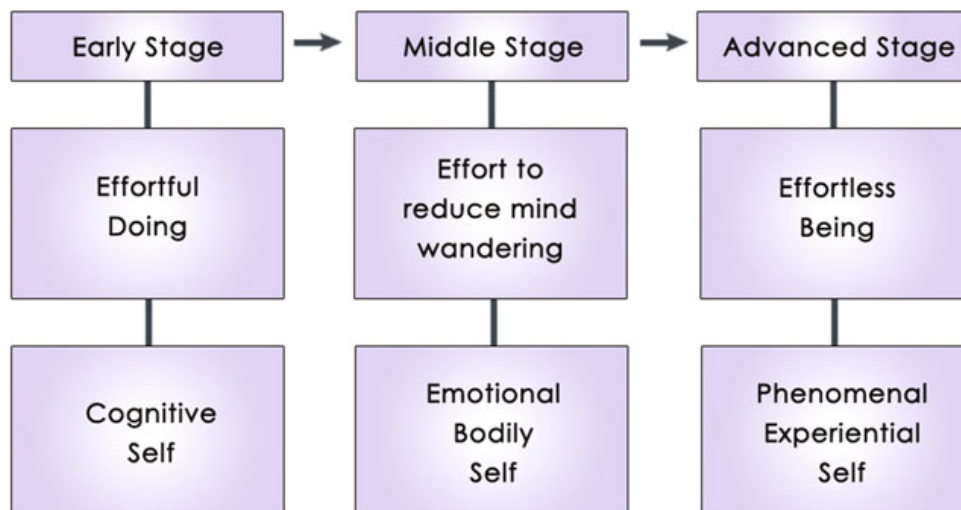 Early Stage
Middle Stage
Advanced Stage
Effortful
Doing
Effort to
reduce mind
wandering
Effortless
Being
Cognitive
Self
Emotional
Bodily
Self
Phenomenal
Experiential
Self